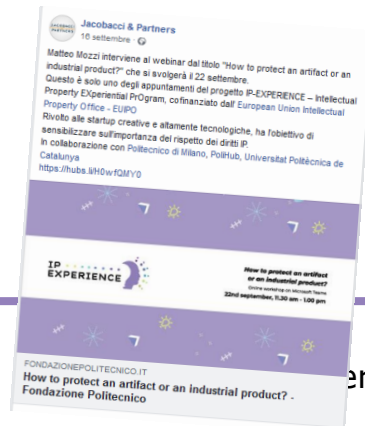 Jacobacci & Partners
16 settembre ·
Matteo Mozzi interviene al webinar dal titolo "How to protect an artifact or an
industrial product?" che si svolgerà il 22 settembre.
Questo è solo uno degli appuntamenti del progetto IP-EXPERIENCE – Intellectual
Property EXperiential PrOgram, cofinanziato dall' European Union Intellectual
Property Office - EUIPO
Rivolto alle startup creative e altamente tecnologiche, ha l'obiettivo di
sensibilizzare sull'importanza del rispetto dei diritti IP.
In collaborazione con Politecnico di Milano, PoliHub, Universitat Politècnica de
Catalunya
https://hubs.li/H0wfQMY0
IP
EXPERIENCE
How to protect an artifact
or an industrial product?
Online workshop on Microsoft Teams
22nd september, 11.30 am - 1.00 pm
FONDAZIONEPOLITECNICO.IT
How to protect an artifact or an industrial product? -
Fondazione Politecnico